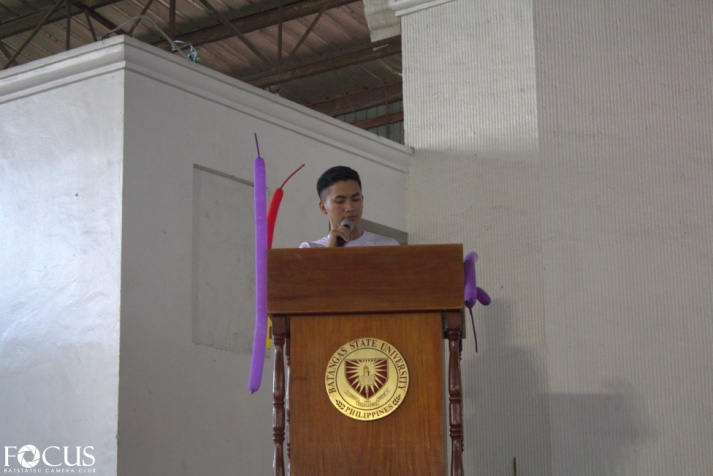 BATANGAS STATE UNIVERSITY
PHILIPPINES
FOCUS
BATSTATEU CAMERA CLUB